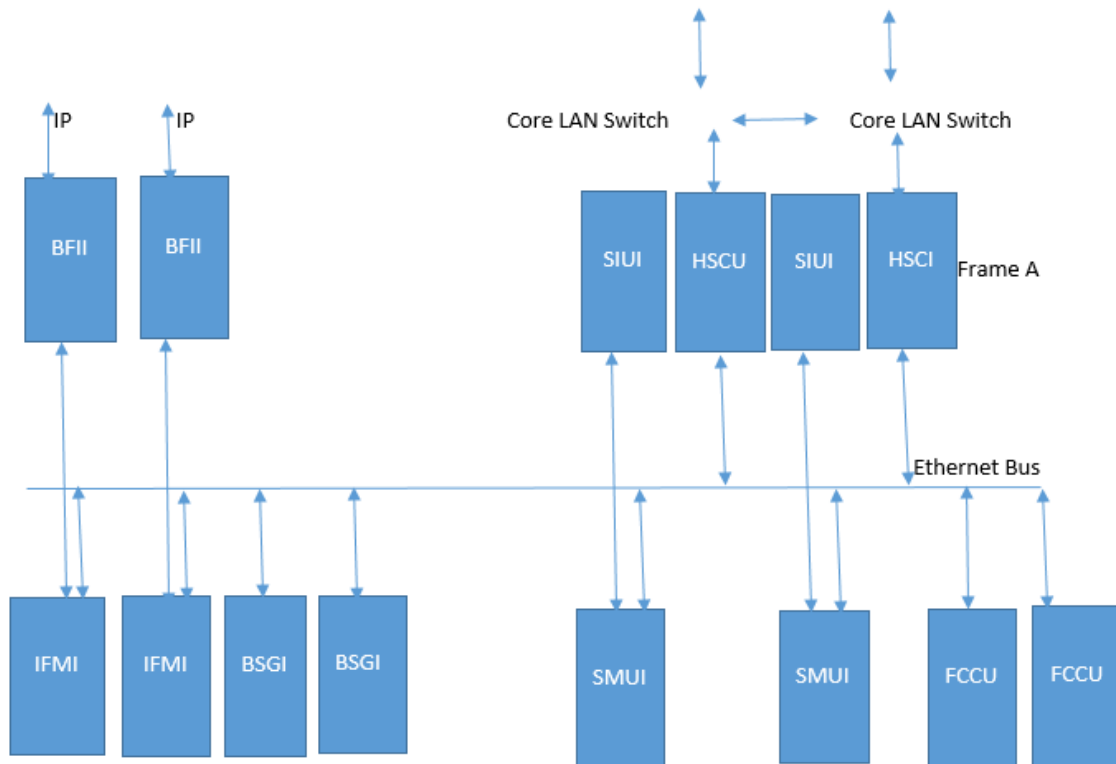 IP
IP
Core LAN Switch
Core LAN Switch
BFII
BFII
SIUI
HSCU
SIUI
HSCI
Frame A
Ethernet Bus
IFMI
IFMI
BSGI
BSGI
SMUI
SMUI
FCCU
FCCU